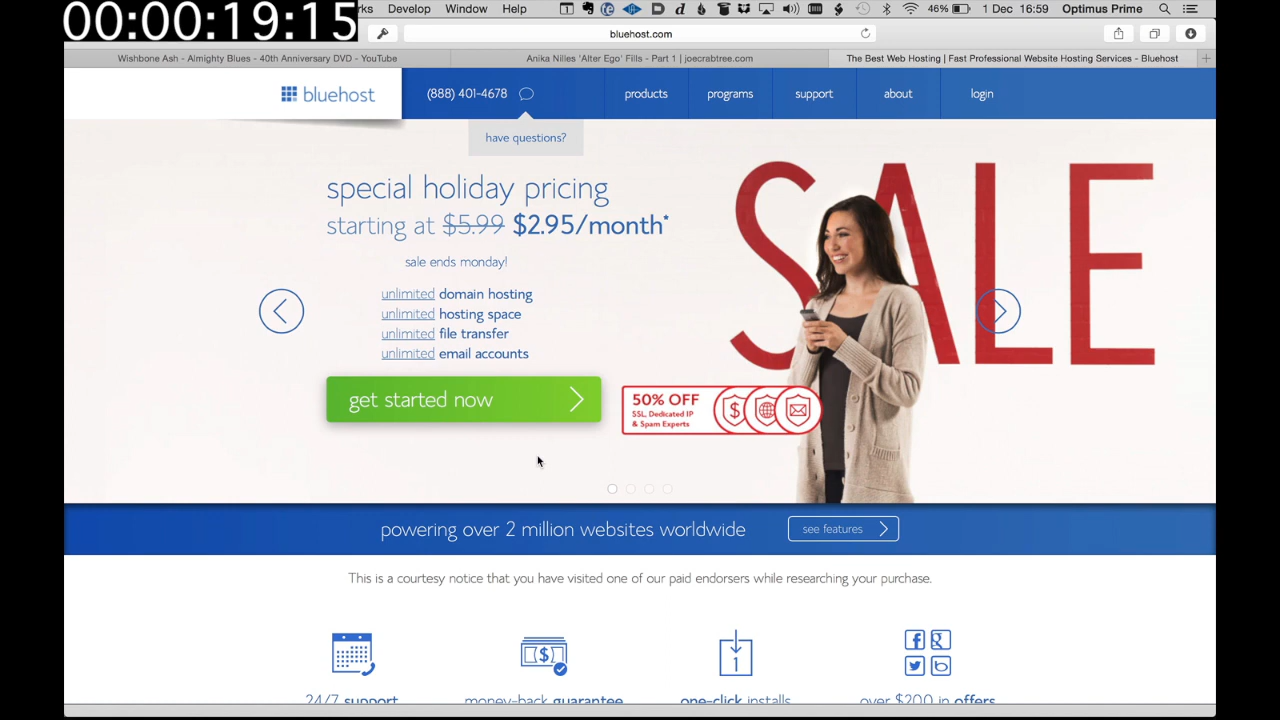 00:00:19:15
rks Develop Window Help
46% 1 Dec 16:59 Optimus Prime
bluehost.com
Wishbone Ash - Almighty Blues - 40th Anniversary DVD - YouTube
Anika Nilles 'Alter Ego' Fills - Part 1 | joecrabtree.com
The Best Web Hosting | Fast Professional Website Hosting Services - Bluehost
bluehost
(888) 401-4678
products
programs
support
about
login
have questions?
special holiday pricing
starting at $5.99 $2.95/month*
sale ends monday!
unlimited domain hosting
unlimited hosting space
unlimited file transfer
unlimited email accounts
get started now
50% OFF
SSL, Dedicated IP
& Spam Experts
SALE
powering over 2 million websites worldwide
see features
This is a courtesy notice that you have visited one of our paid endorsers while researching your purchase.
1
24/7 support
money-back guarantee
one-click installs
over $200 in offers